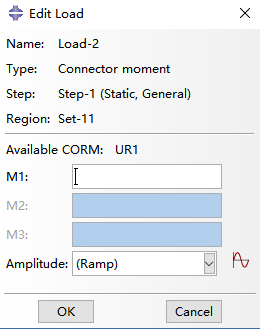 Edit Load
Name: Load-2
Type: Connector moment
Step: Step-1 (Static, General)
Region: Set-11
Available CORM: UR1
M1:
M2:
M3:
Amplitude: (Ramp)
OK Cancel